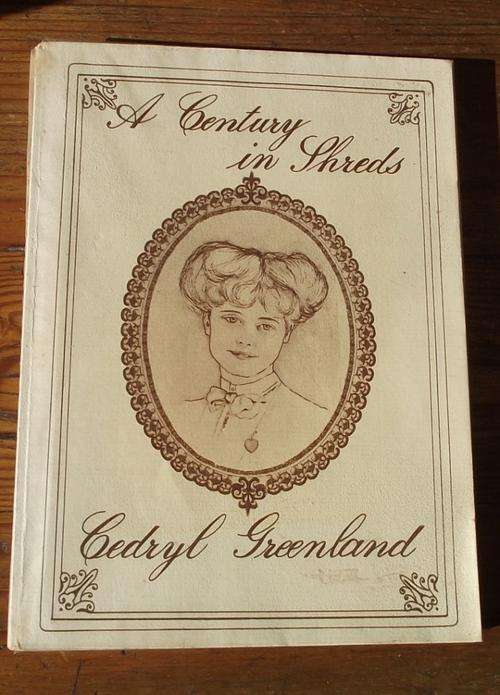 A Century
in Shreds
Cedryl Greenland